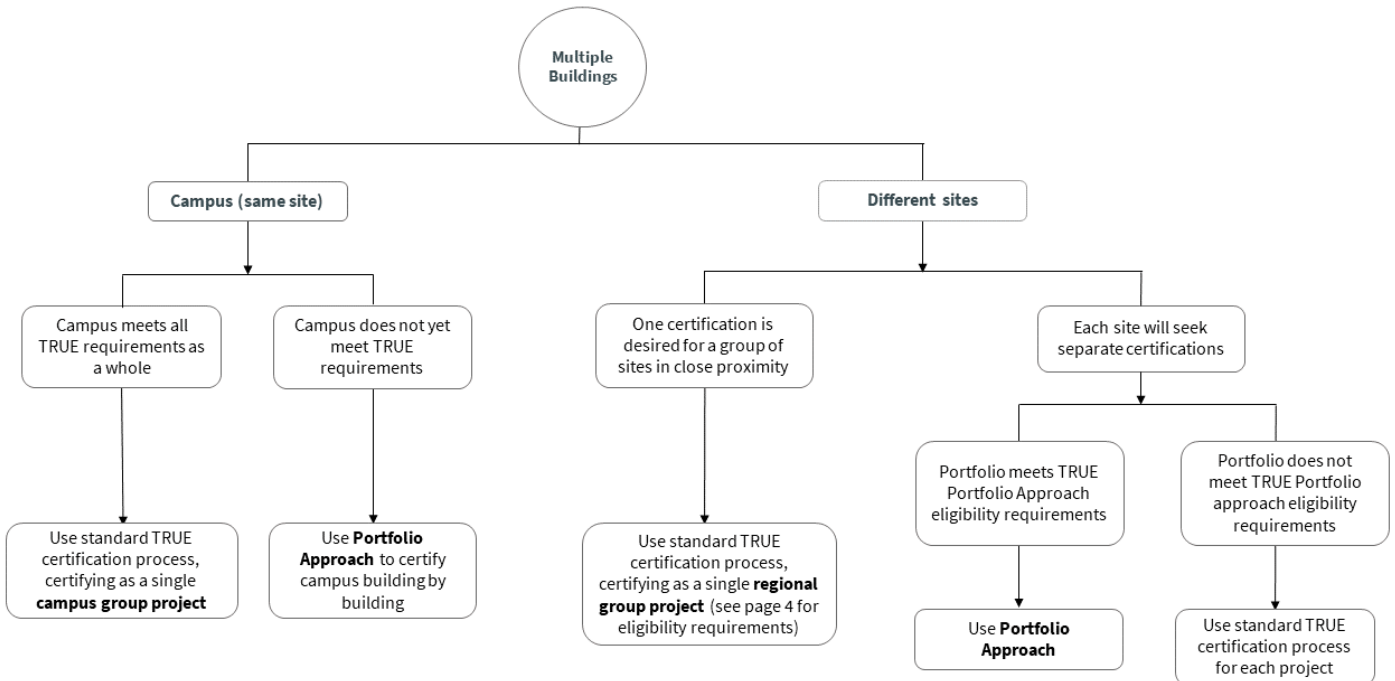 Multiple
Buildings
Campus (same site)
Different sites
Campus meets all
TRUE requirements as
a whole
Campus does not yet
meet TRUE
requirements
One certification is
desired for a group of
sites in close proximity
Each site will seek
separate certifications
Portfolio meets TRUE
Portfolio Approach
eligibility requirements
Portfolio does not
meet TRUE Portfolio
approach eligibility
requirements
Use standard TRUE
certification process,
certifying as a single
campus group project
Use Portfolio
Approach to certify
campus building by
building
Use standard TRUE
certification process,
certifying as a single regional
group project (see page 4 for
eligibility requirements)
Use Portfolio
Approach
Use standard TRUE
certification process
for each project